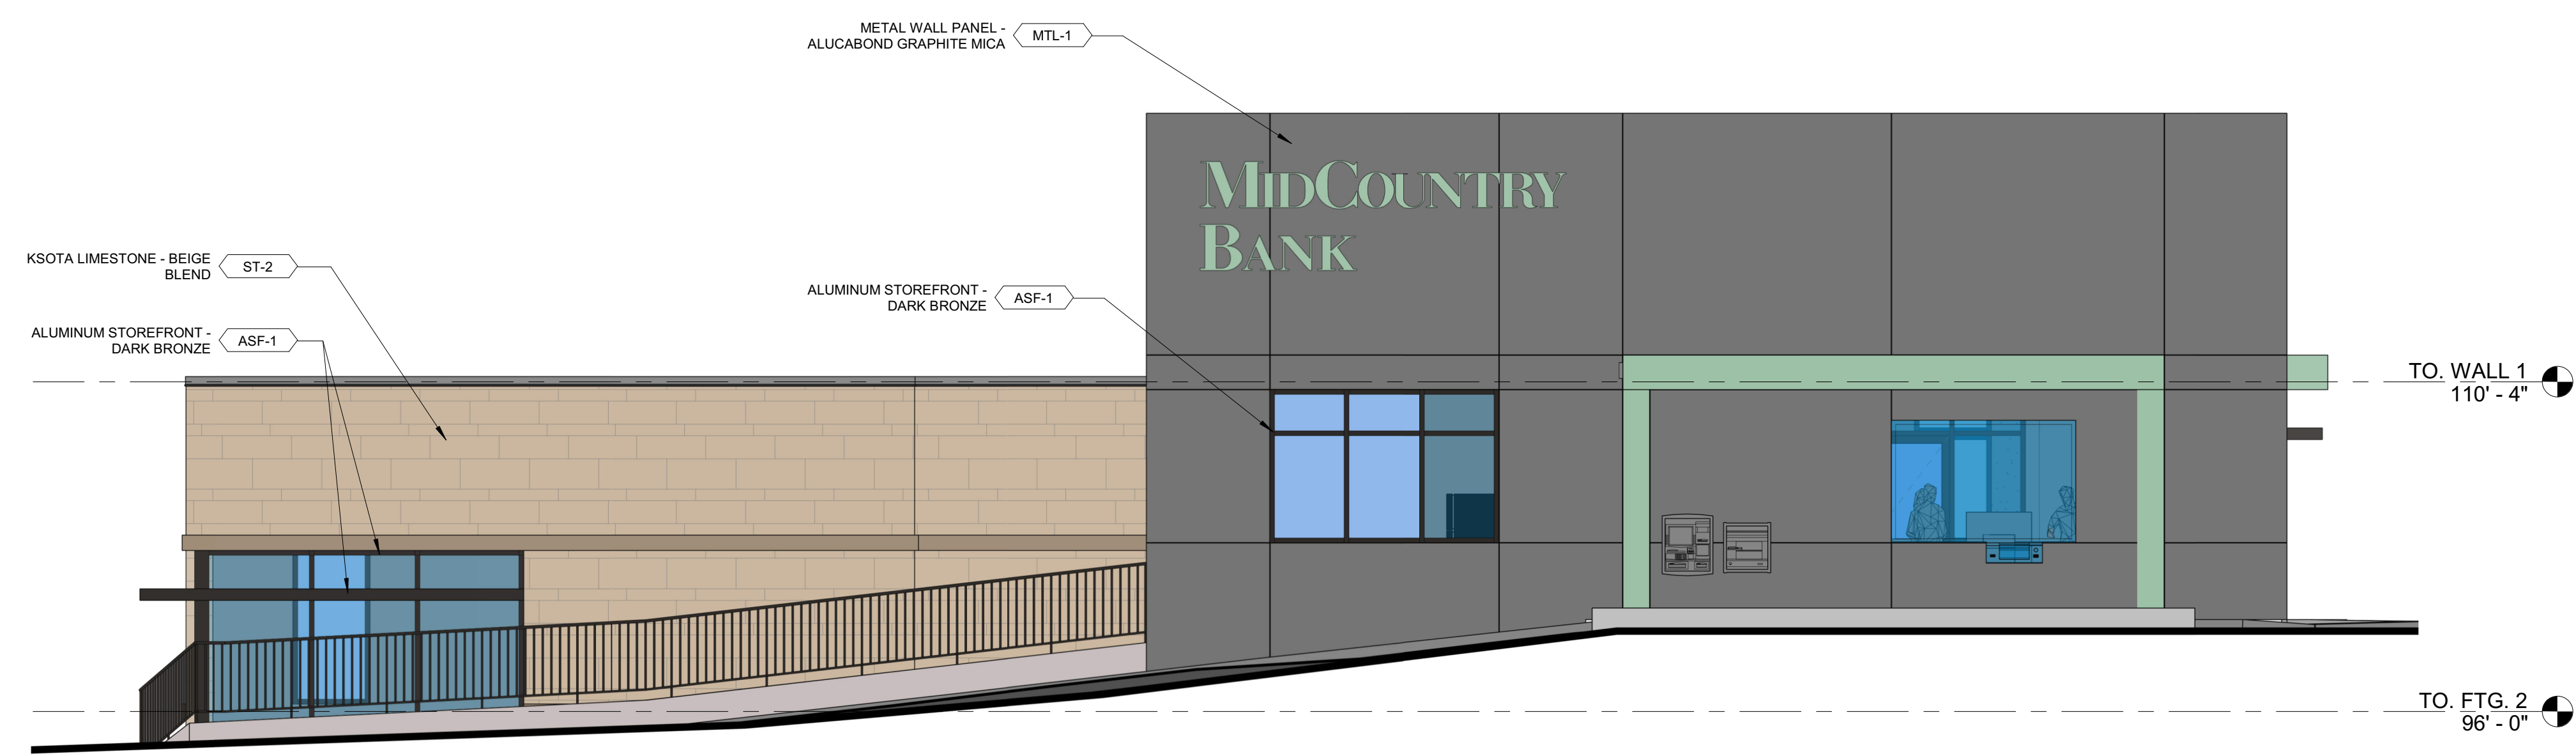 METAL WALL PANEL -
ALUCABOND GRAPHITE MICA
MTL-1
MIDCOUNTRY
BANK
KSOTA LIMESTONE - BEIGE
BLEND
ST-2
ALUMINUM STOREFRONT -
DARK BRONZE
ASF-1
ALUMINUM STOREFRONT -
DARK BRONZE
ASF-1
TO. WALL 1
110' - 4"
TO. FTG. 2
96' - 0"